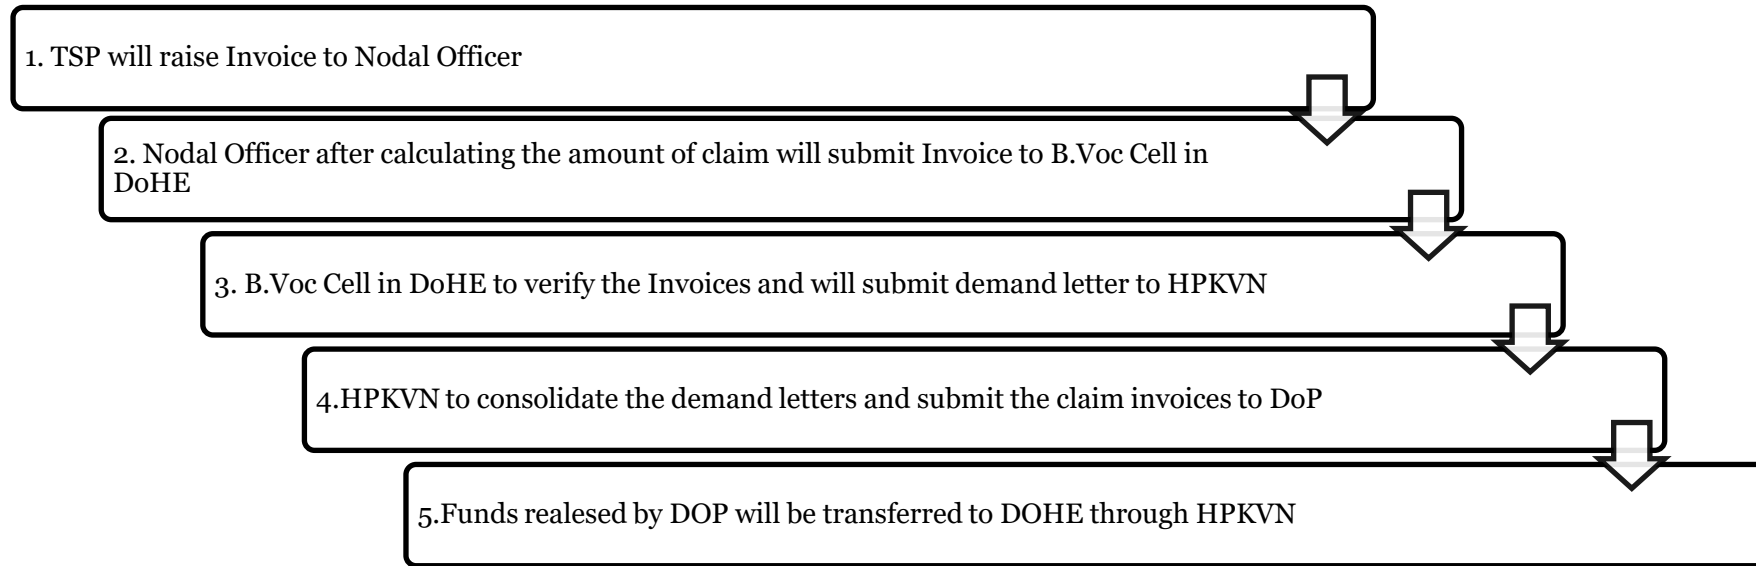 1. TSP will raise Invoice to Nodal Officer
2. Nodal Officer after calculating the amount of claim will submit Invoice to B.Voc Cell in
DoHE
3. B.Voc Cell in DoHE to verify the Invoices and will submit demand letter to HPKVN
4.HPKVN to consolidate the demand letters and submit the claim invoices to DoP
5.Funds realesed by DOP will be transferred to DOHE through HPKVN